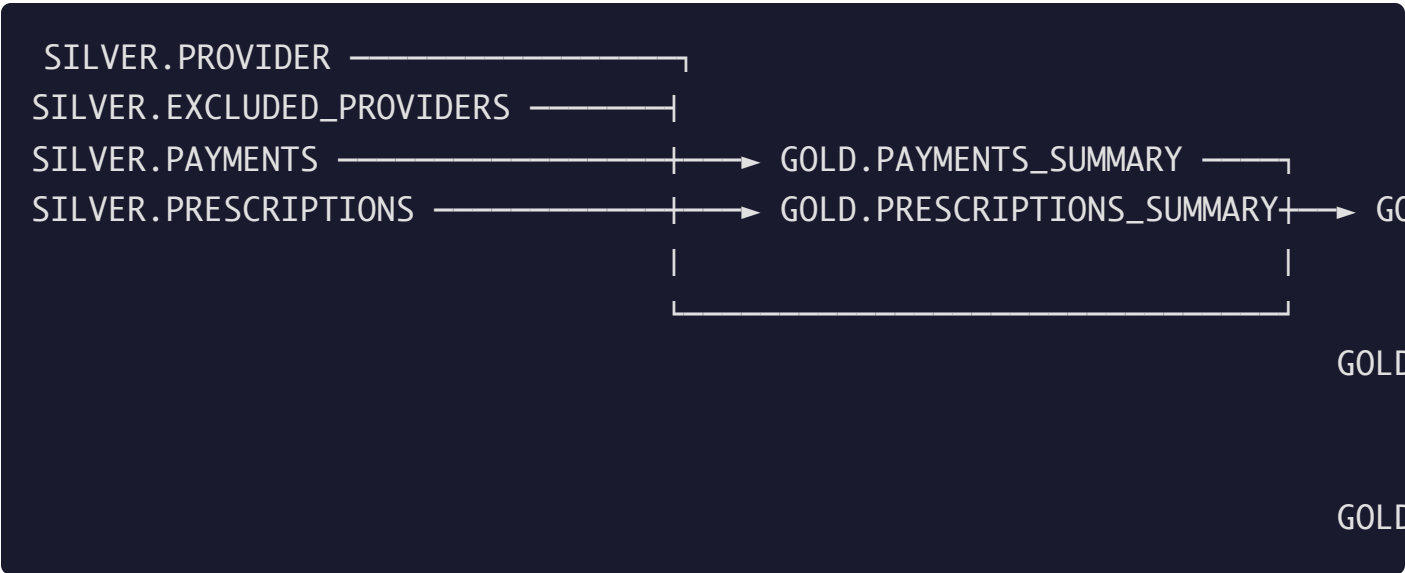 SILVER.PROVIDER
SILVER.EXCLUDED_PROVIDERS
SILVER.PAYMENTS GOLD.PAYMENTS_SUMMARY
SILVER.PRESCRIPTIONS GOLD.PRESCRIPTIONS_SUMMARY